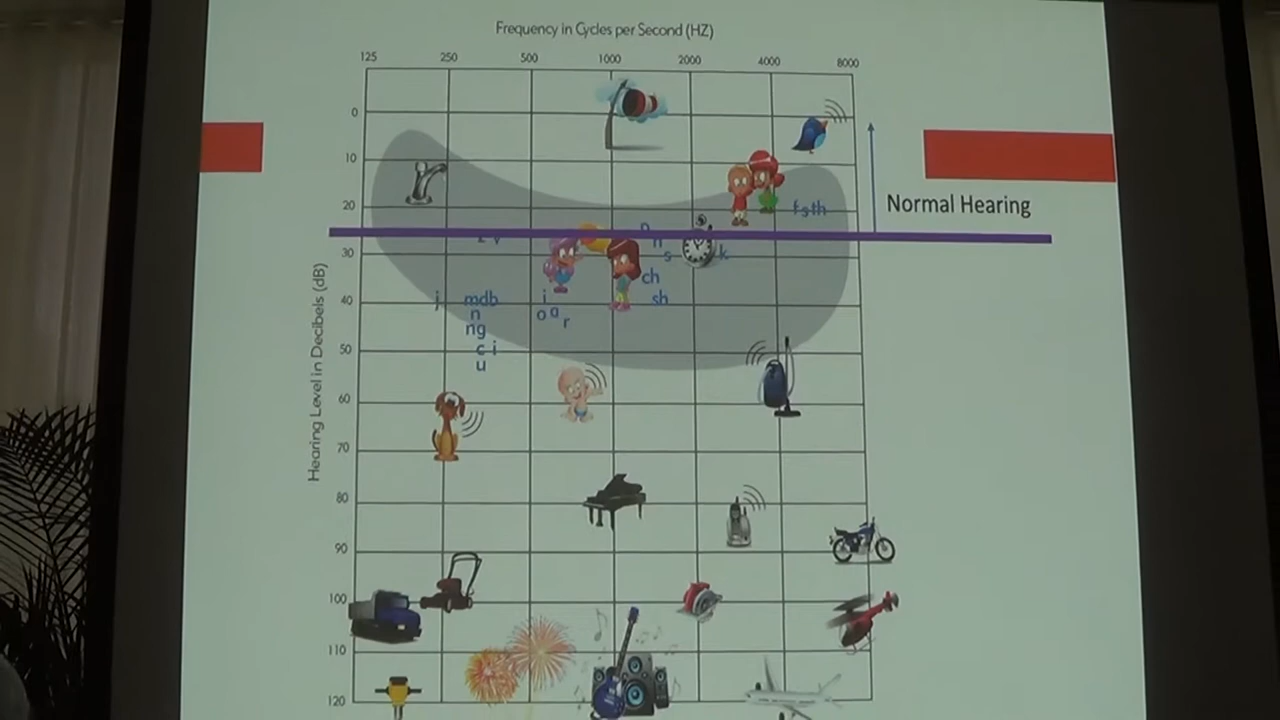 Frequency in Cycles per Second (HZ)
125 250 500 1000 2000 4000 8000
Hearing Level in Decibels (dB)
0
10
20
f s th
Normal Hearing
30
n
s
k
ch
40
j mdb i sh
n o a r
ng
50
i
u
60
70
80
90
100
110
120